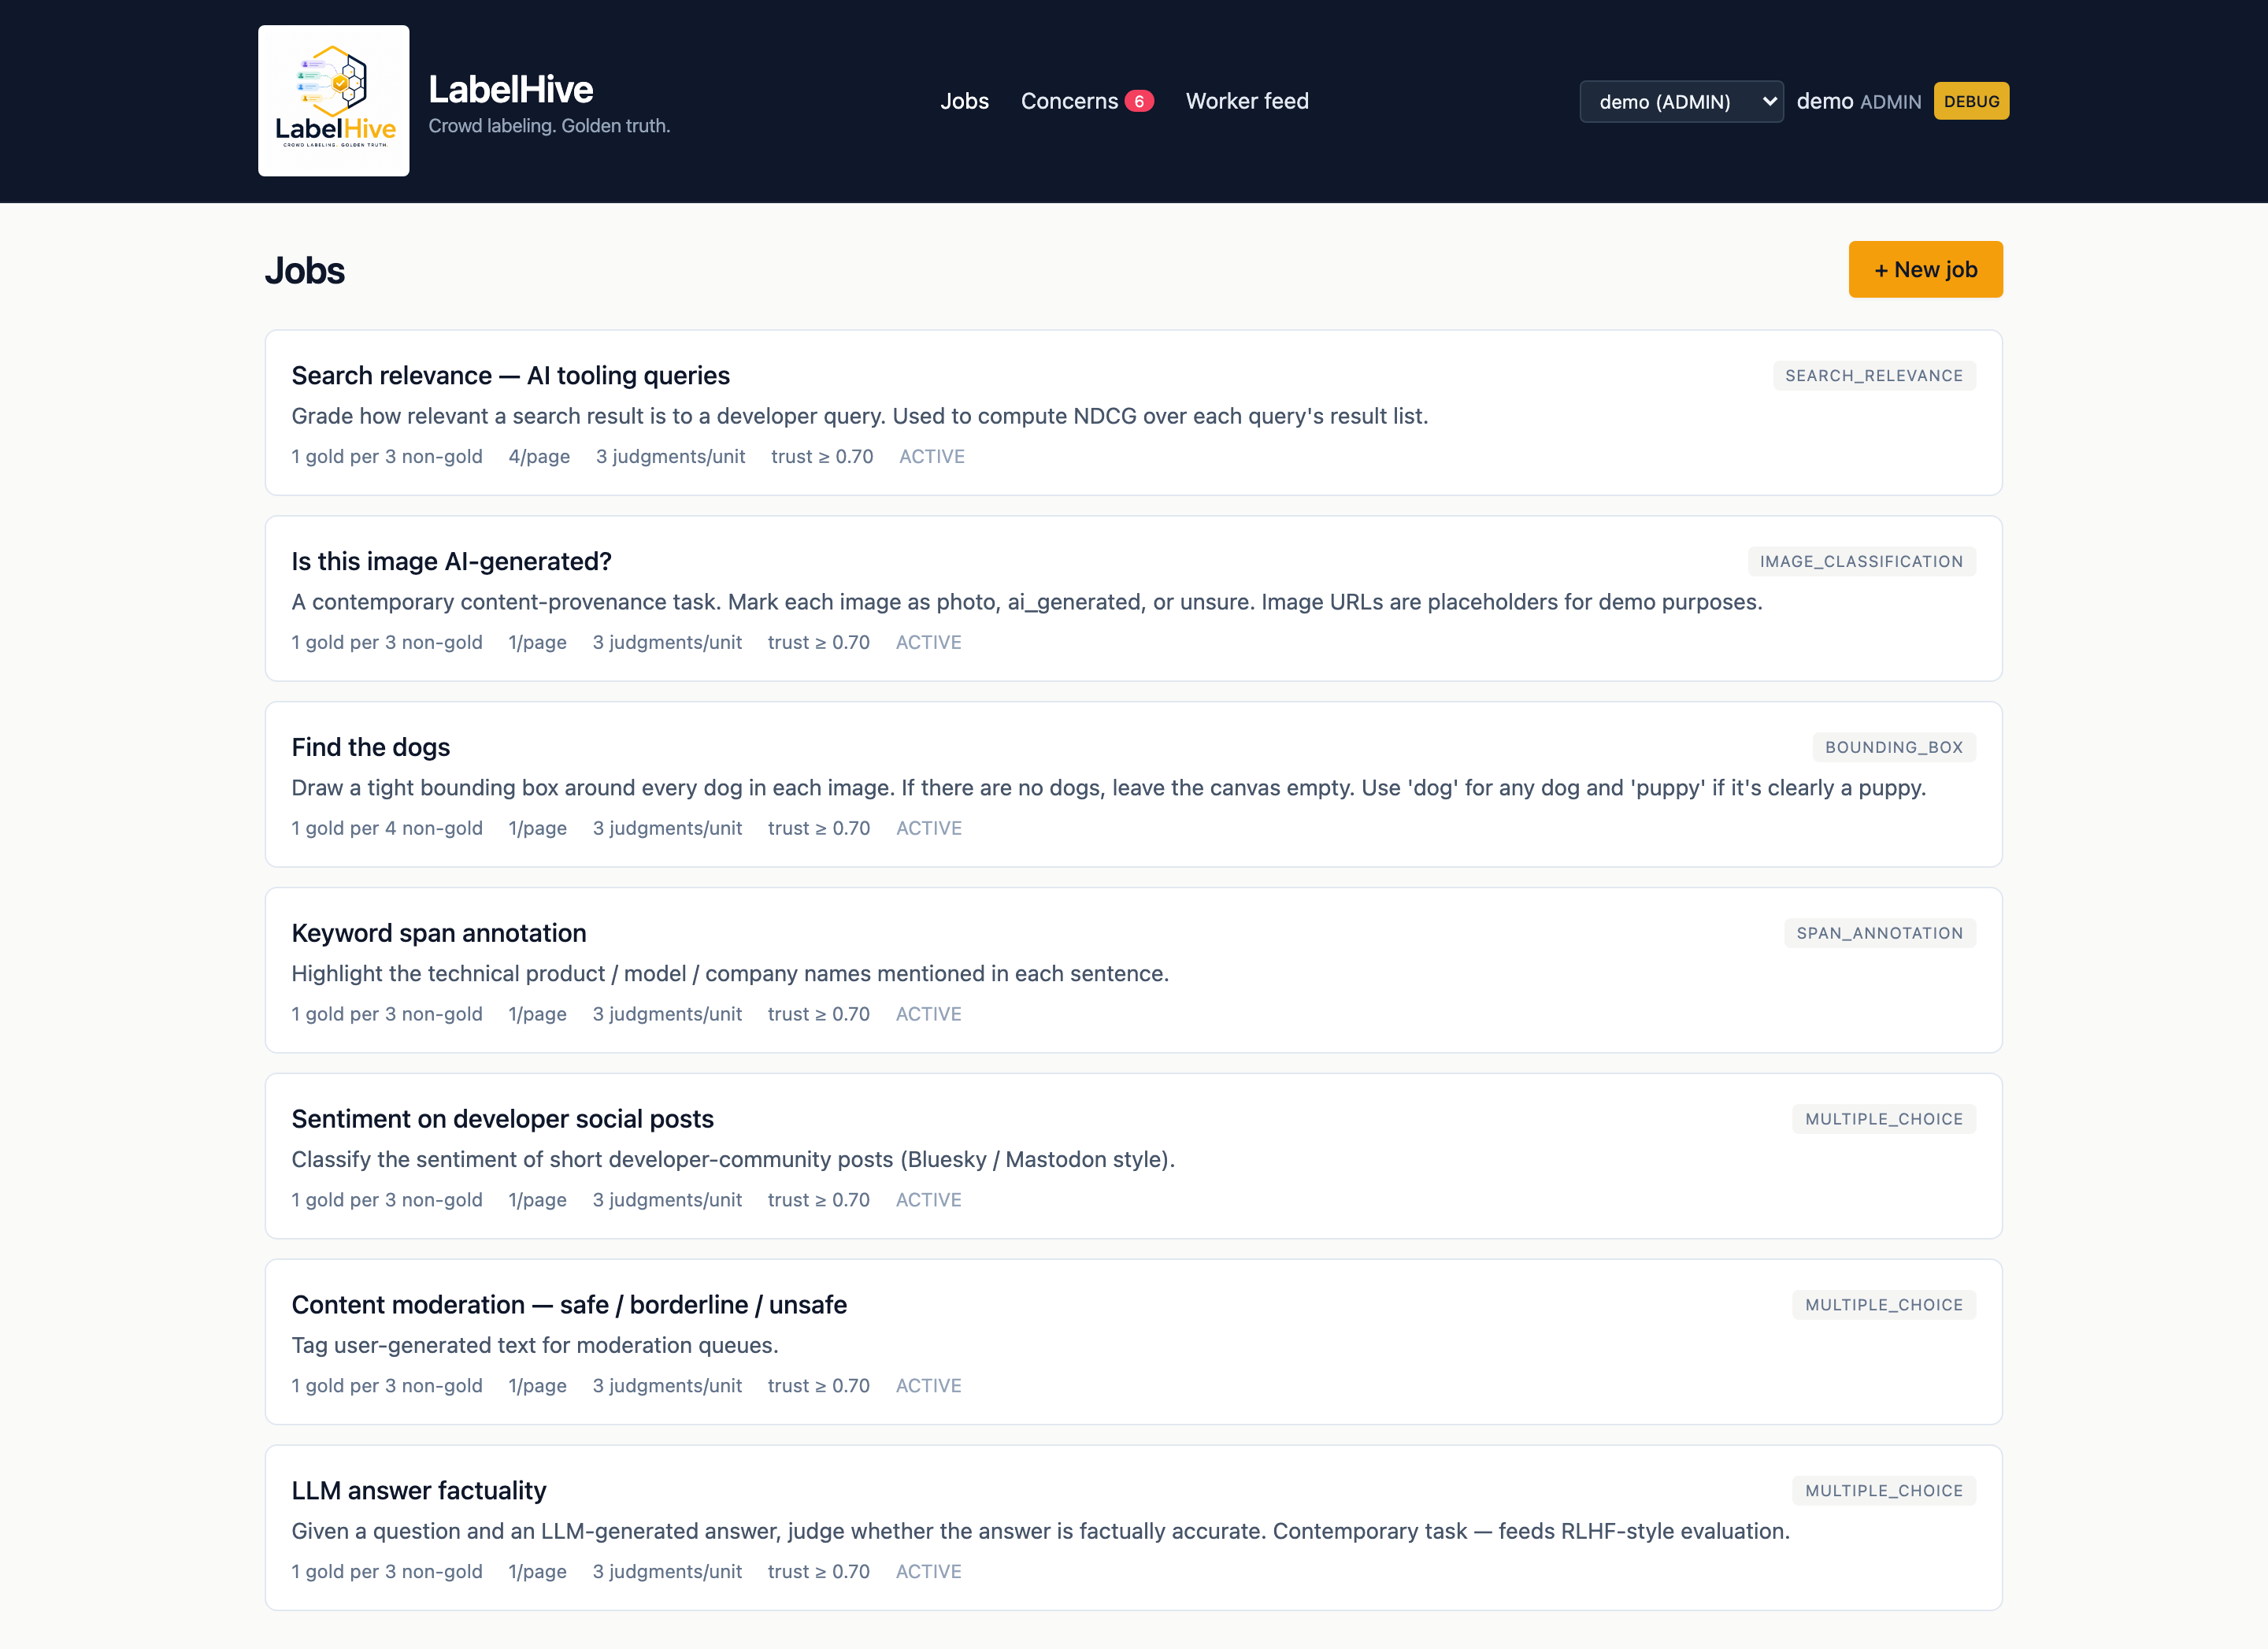 LabelHive
CROWD LABELING. GOLDEN TRUTH.
LabelHive
Crowd labeling. Golden truth.
Jobs
Concerns 6
Worker feed
demo (ADMIN)
demo ADMIN
DEBUG
Jobs
+ New job
Search relevance — AI tooling queries
SEARCH_RELEVANCE
Grade how relevant a search result is to a developer query. Used to compute NDCG over each query's result list.
1 gold per 3 non-gold 4/page 3 judgments/unit trust ≥ 0.70 ACTIVE
Is this image AI-generated?
IMAGE_CLASSIFICATION
A contemporary content-provenance task. Mark each image as photo, ai_generated, or unsure. Image URLs are placeholders for demo purposes.
1 gold per 3 non-gold 1/page 3 judgments/unit trust ≥ 0.70 ACTIVE
Find the dogs
BOUNDING_BOX
Draw a tight bounding box around every dog in each image. If there are no dogs, leave the canvas empty. Use 'dog' for any dog and 'puppy' if it's clearly a puppy.
1 gold per 4 non-gold 1/page 3 judgments/unit trust ≥ 0.70 ACTIVE
Keyword span annotation
SPAN_ANNOTATION
Highlight the technical product / model / company names mentioned in each sentence.
1 gold per 3 non-gold 1/page 3 judgments/unit trust ≥ 0.70 ACTIVE
Sentiment on developer social posts
MULTIPLE_CHOICE
Classify the sentiment of short developer-community posts (Bluesky / Mastodon style).
1 gold per 3 non-gold 1/page 3 judgments/unit trust ≥ 0.70 ACTIVE
Content moderation — safe / borderline / unsafe
MULTIPLE_CHOICE
Tag user-generated text for moderation queues.
1 gold per 3 non-gold 1/page 3 judgments/unit trust ≥ 0.70 ACTIVE
LLM answer factuality
MULTIPLE_CHOICE
Given a question and an LLM-generated answer, judge whether the answer is factually accurate. Contemporary task — feeds RLHF-style evaluation.
1 gold per 3 non-gold 1/page 3 judgments/unit trust ≥ 0.70 ACTIVE